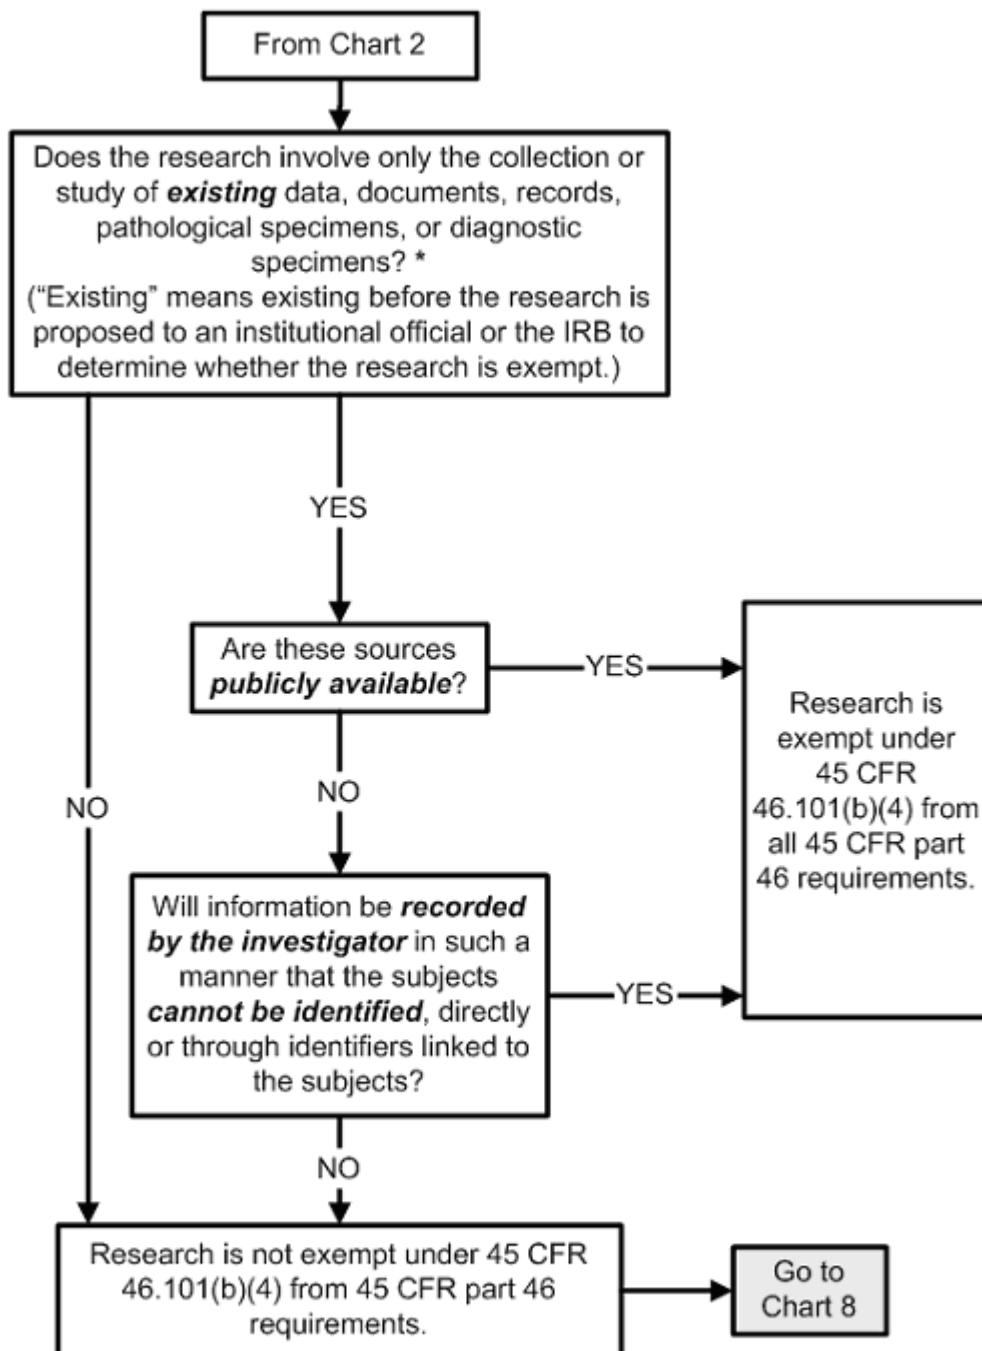 From Chart 2
Does the research involve only the collection or
study of existing data, documents, records,
pathological specimens, or diagnostic
specimens? *
(“Existing” means existing before the research is
proposed to an institutional official or the IRB to
determine whether the research is exempt.)
YES
Are these sources
publicly available?
YES
Research is
exempt under
45 CFR
46.101(b)(4) from
all 45 CFR part
46 requirements.
NO
NO
Will information be recorded
by the investigator in such a
manner that the subjects
cannot be identified, directly
or through identifiers linked to
the subjects?
YES
NO
Research is not exempt under 45 CFR
46.101(b)(4) from 45 CFR part 46
requirements.
Go to
Chart 8